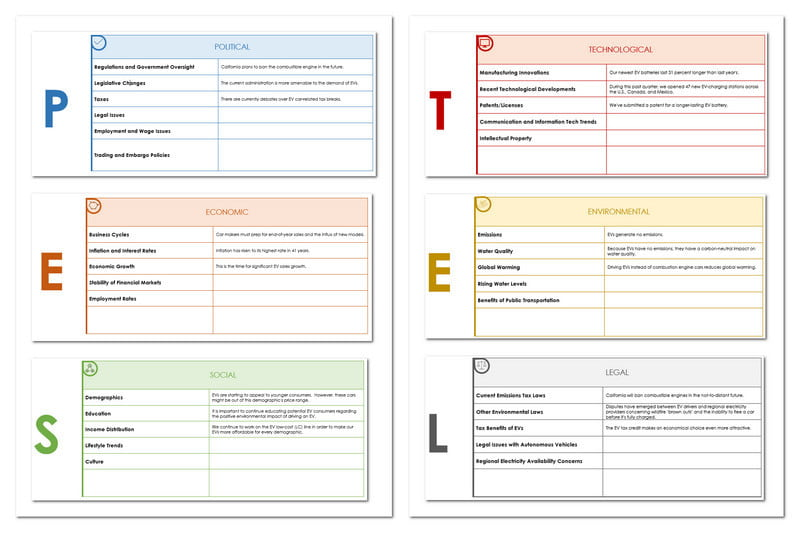 P
POLITICAL
Regulations and Government Oversight
California plans to ban the combustible engine in the future.
Legislative Changes
The current administration is more amenable to the demand of EVs.
Taxes
There are currently debates over EV car-related tax breaks.
Legal Issues
Employment and Wage Issues
Trading and Embargo Policies
E
ECONOMIC
Business Cycles
Car makers must prep for end-of-year sales and the influx of new models.
Inflation and Interest Rates
Inflation has risen to its highest rate in 41 years.
Economic Growth
This is the time for significant EV sales growth.
Stability of Financial Markets
Employment Rates
S
SOCIAL
Demographics
EVs are starting to appeal to younger consumers. However, these cars
might be out of this demographic's price range.
Education
It is important to continue educating potential EV consumers regarding
the positive environmental impact of driving an EV.
Income Distribution
We continue to work on the EV low-cost (LC) line in order to make our
EVs more affordable for every demographic.
Lifestyle Trends
Culture
T
TECHNOLOGICAL
Manufacturing Innovations
Our newest EV batteries last 31 percent longer than last year's.
Recent Technological Developments
During this past quarter, we opened 47 new EV-charging stations across
the U.S., Canada, and Mexico.
Patents/Licenses
We've submitted a patent for a longer-lasting EV battery.
Communication and Information Tech Trends
Intellectual Property
E
ENVIRONMENTAL
Emissions
EVs generate no emissions.
Water Quality
Because EVs have no emissions, they have a carbon-neutral impact on
water quality.
Global Warming
Driving EVs instead of combustion engine cars reduces global warming.
Rising Water Levels
Benefits of Public Transportation
L
LEGAL
Current Emissions Tax Laws
California will ban combustible engines in the not-to-distant future.
Other Environmental Laws
Disputes have emerged between EV drivers and regional electricity
providers concerning wildfire "brown outs" and the inability to flee a car
before it's fully charged.
Tax Benefits of EVs
The EV tax credit makes an economical choice even more attractive.
Legal Issues with Autonomous Vehicles
Regional Electricity Availability Concerns